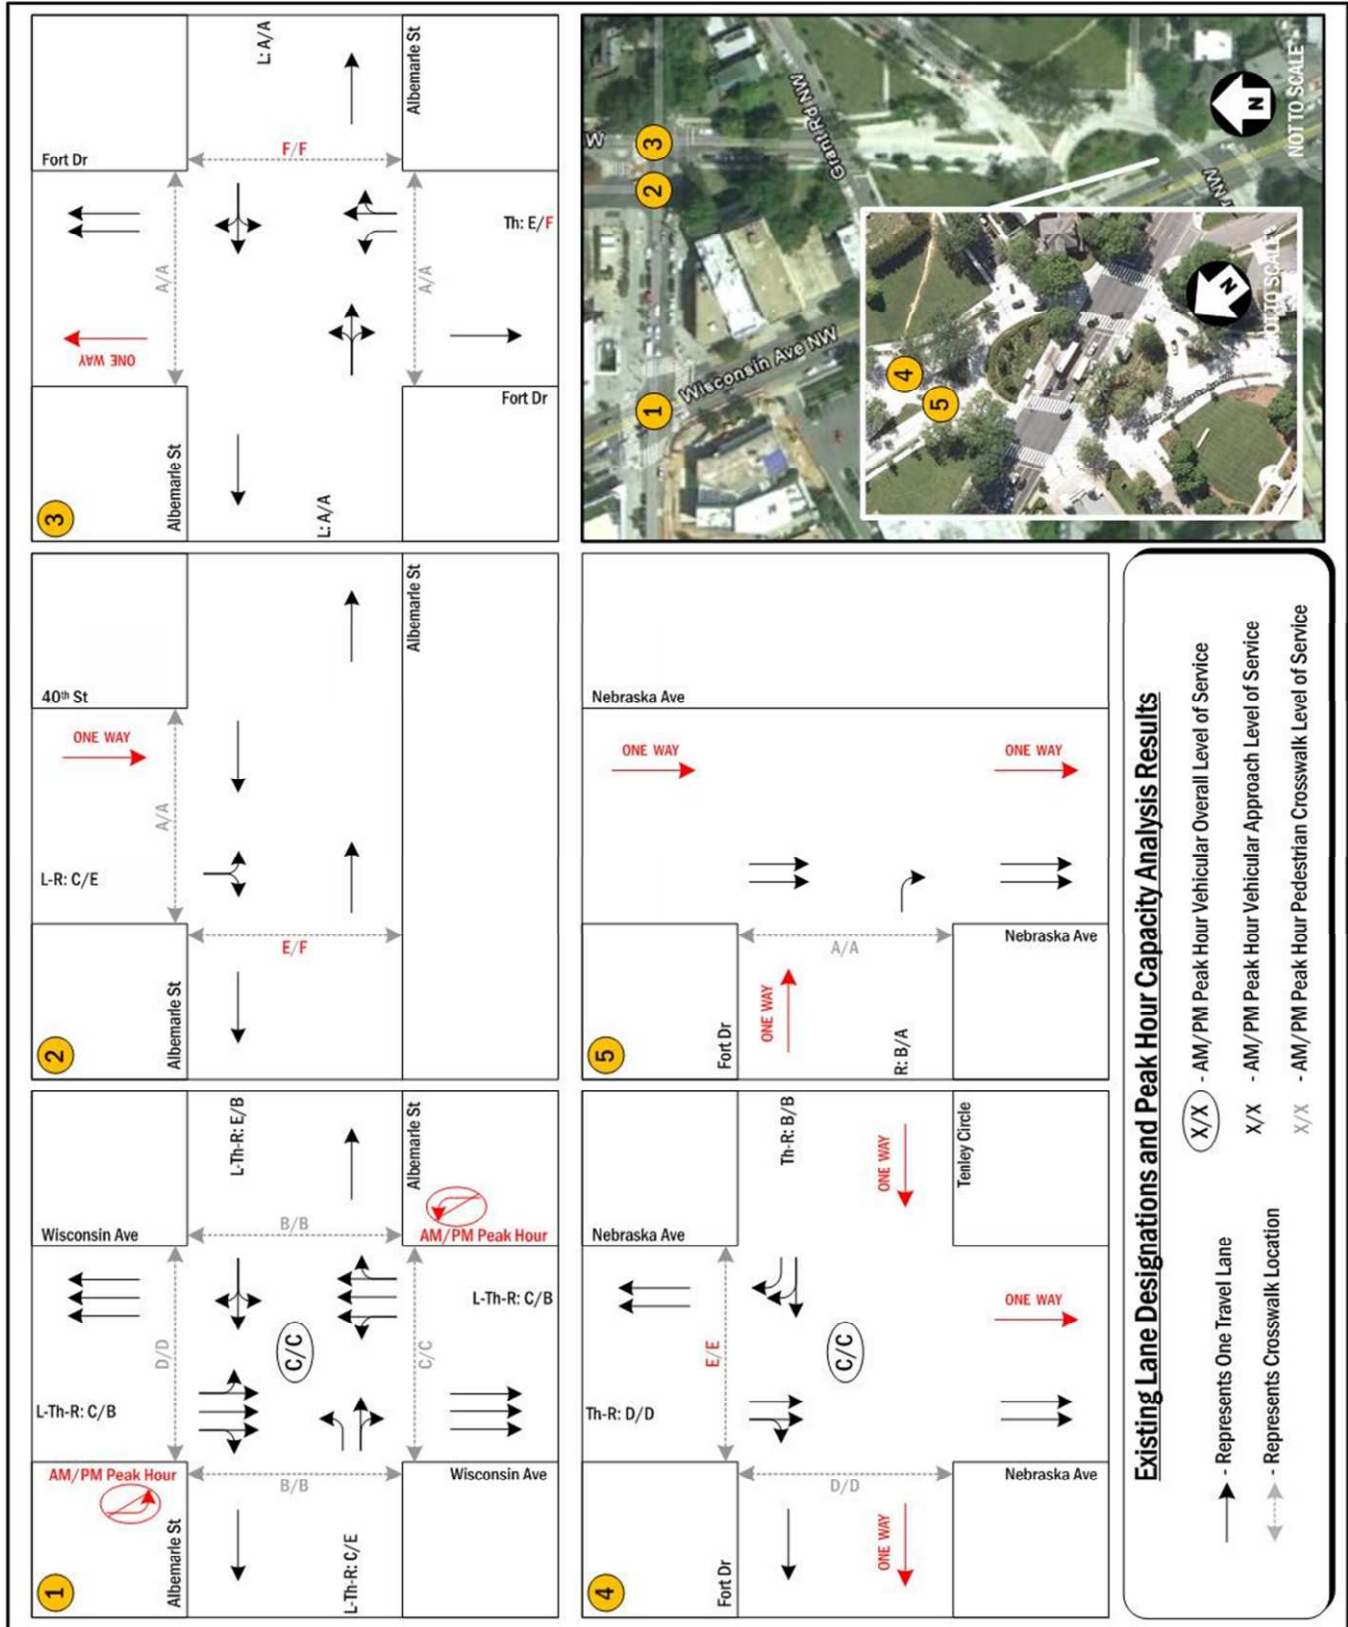 1
Albemarle St
AM/PM Peak Hour
L-Th-R: C/B
Wisconsin Ave
D/D
B/B
C/C
B/B
L-Th-R: E/B
L-Th-R: C/E
C/C
L-Th-R: C/B
Wisconsin Ave
AM/PM Peak Hour
Albemarle St
2
Albemarle St
L-R: C/E
40th St
ONE WAY
A/A
E/F
Albemarle St
3
Albemarle St
Fort Dr
ONE WAY
A/A
F/F
L: A/A
L: A/A
A/A
Th: E/F
Fort Dr
Albemarle St
4
Fort Dr
Th-R: D/D
Nebraska Ave
E/E
D/D
C/C
Th-R: B/B
ONE WAY
ONE WAY
ONE WAY
Nebraska Ave
Tenley Circle
5
Fort Dr
Nebraska Ave
ONE WAY
ONE WAY
ONE WAY
A/A
R: B/A
Nebraska Ave
W
1
2
3
Wisconsin Ave NW
Grant Rd NW
4
5
N
N
NOT TO SCALE
Existing Lane Designations and Peak Hour Capacity Analysis Results
- Represents One Travel Lane
- Represents Crosswalk Location
X/X - AM/PM Peak Hour Vehicular Overall Level of Service
X/X - AM/PM Peak Hour Vehicular Approach Level of Service
X/X - AM/PM Peak Hour Pedestrian Crosswalk Level of Service